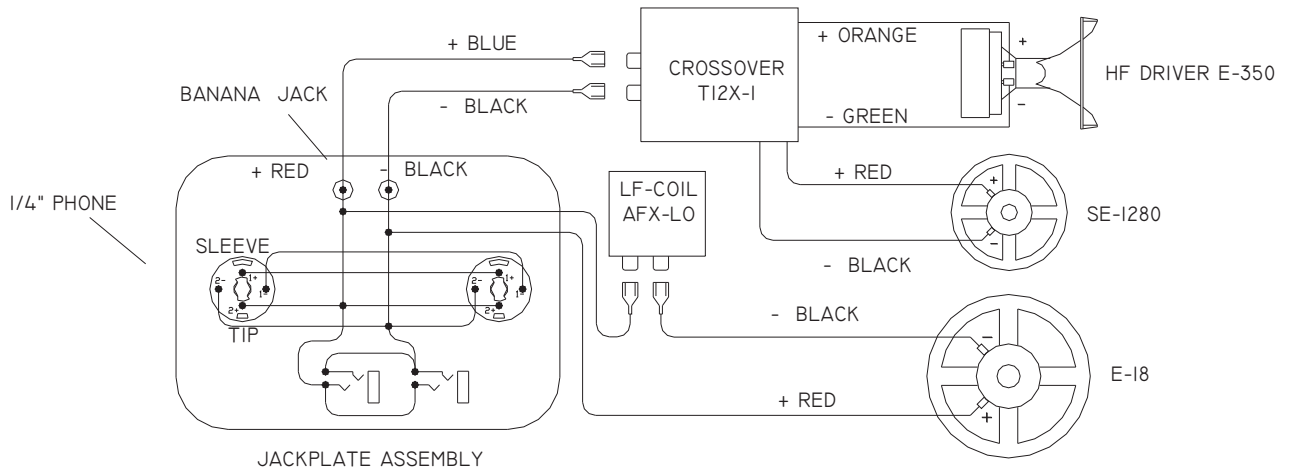 + BLUE
- BLACK
BANANA JACK
+ RED
- BLACK
1/4" PHONE
SLEEVE
TIP
2-
1+
1-
2+
2-
1+
1-
2+
JACKPLATE ASSEMBLY
CROSSOVER
T12X-1
+ ORANGE
- GREEN
+
-
HF DRIVER E-350
LF-COIL
AFX-LO
+ RED
- BLACK
+
-
SE-1280
- BLACK
+ RED
-
+
E-18